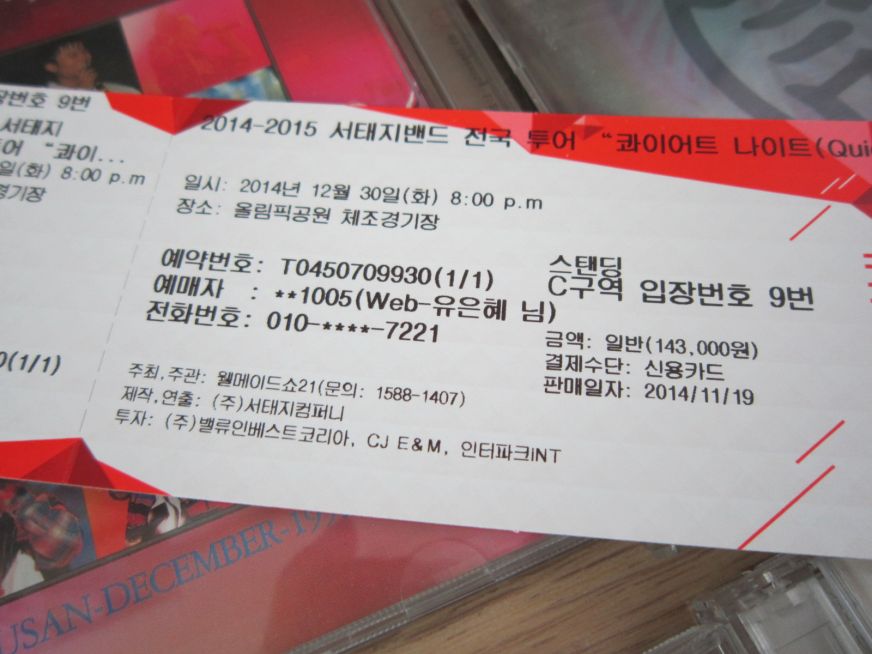 장번호 9번
서태지
어 "콰이...
일(화) 8:00 p.m
경기장
0(1/1)
2014-2015 서태지밴드 전국 투어 "콰이어트 나이트(Quie
일시: 2014년 12월 30일(화) 8:00 p.m
장소: 올림픽공원 체조경기장
예약번호: T0450709930(1/1)
예매자 : **1005(Web-유은혜 님)
전화번호: 010-****-7221
스탠딩
C구역 입장번호 9번
금액: 일반(143,000원)
결제수단: 신용카드
판매일자: 2014/11/19
주최,주관: 웰메이드쇼21(문의: 1588-1407)
제작,연출: (주)서태지컴퍼니
투자: (주)밸류인베스트코리아, CJ E&M, 인터파크INT
USAN-DECEMBER-19